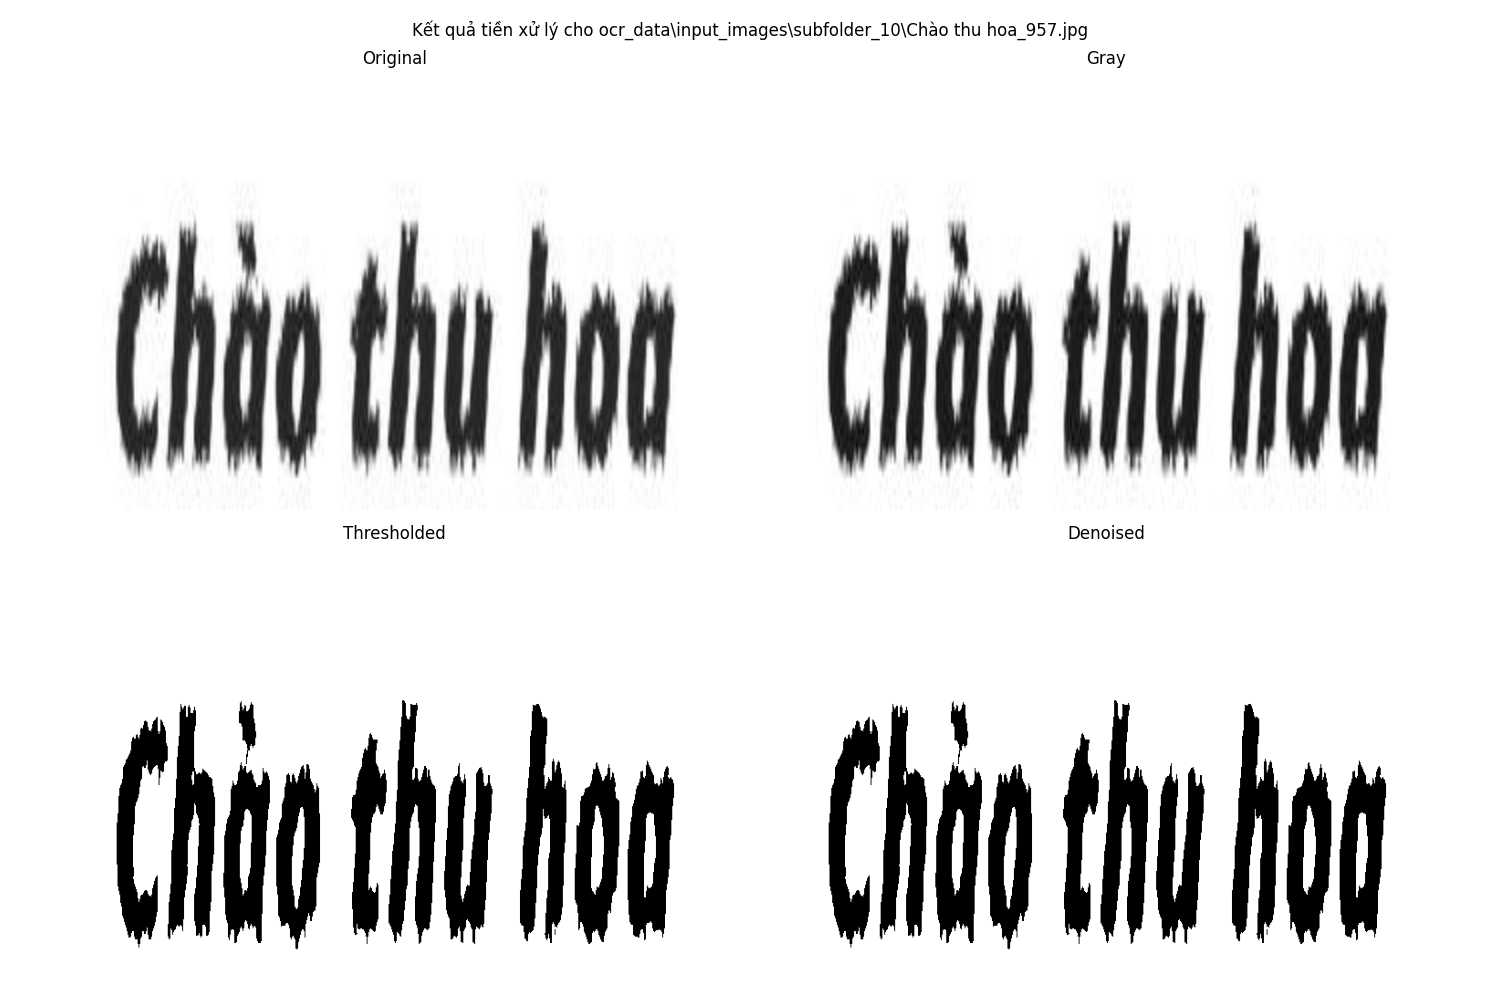 Kết quả tiền xử lý cho ocr_data\input_images\subfolder_10\Chào thu hoa_957.jpg
Original
Gray
Chào thu hoa
Chào thu hoa
Thresholded
Denoised
Chào thu hoa
Chào thu hoa